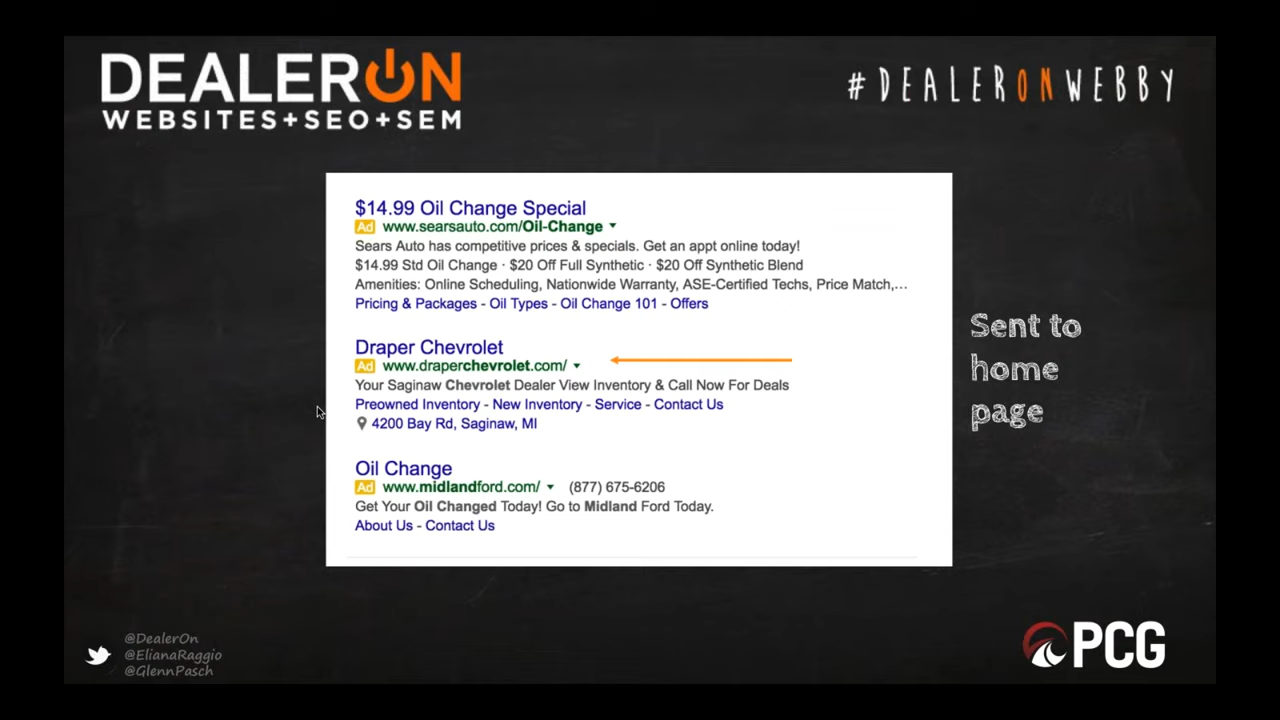 DEALERON
WEBSITES+SEO+SEM
#DEALERONWEBBY
$14.99 Oil Change Special
Ad www.searsauto.com/Oil-Change
Sears Auto has competitive prices & specials. Get an appt online today!
$14.99 Std Oil Change · $20 Off Full Synthetic · $20 Off Synthetic Blend
Amenities: Online Scheduling, Nationwide Warranty, ASE-Certified Techs, Price Match,...
Pricing & Packages - Oil Types - Oil Change 101 - Offers
Draper Chevrolet
Ad www.draperchevrolet.com/
Your Saginaw Chevrolet Dealer View Inventory & Call Now For Deals
Preowned Inventory - New Inventory - Service - Contact Us
4200 Bay Rd, Saginaw, MI
Oil Change
Ad www.midlandford.com/ (877) 675-6206
Get Your Oil Changed Today! Go to Midland Ford Today.
About Us - Contact Us
Sent to
home
page
@DealerOn
@ElianaRaggio
@GlennPasch
PCG